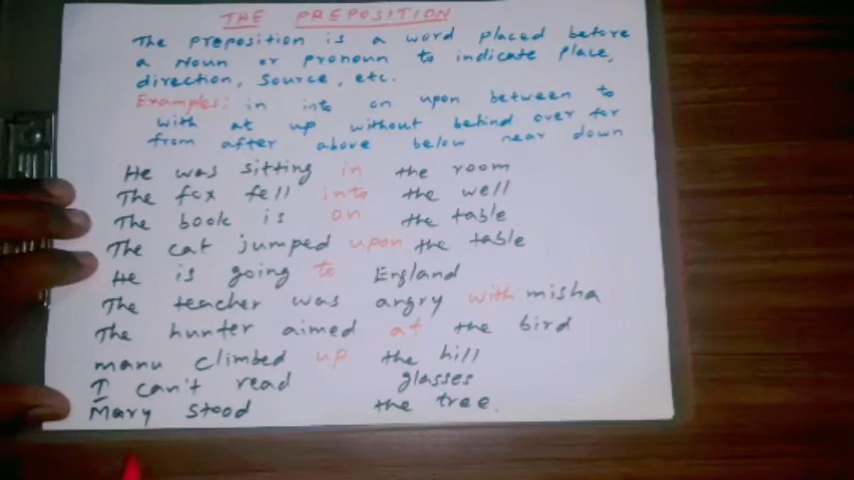 THE PREPOSITION
The preposition is a word placed before
a Noun or pronoun to indicate place,
direction, source, etc.
Examples: in into on upon between to
with at up without behind over for
from after above below near down
He was sitting in the room
The fox fell into the well
The book is on the table
The cat jumped upon the table
He is going to England
The teacher was angry with misha
The hunter aimed at the bird
manu climbed up the hill
I can't read glasses
Mary stood the tree.